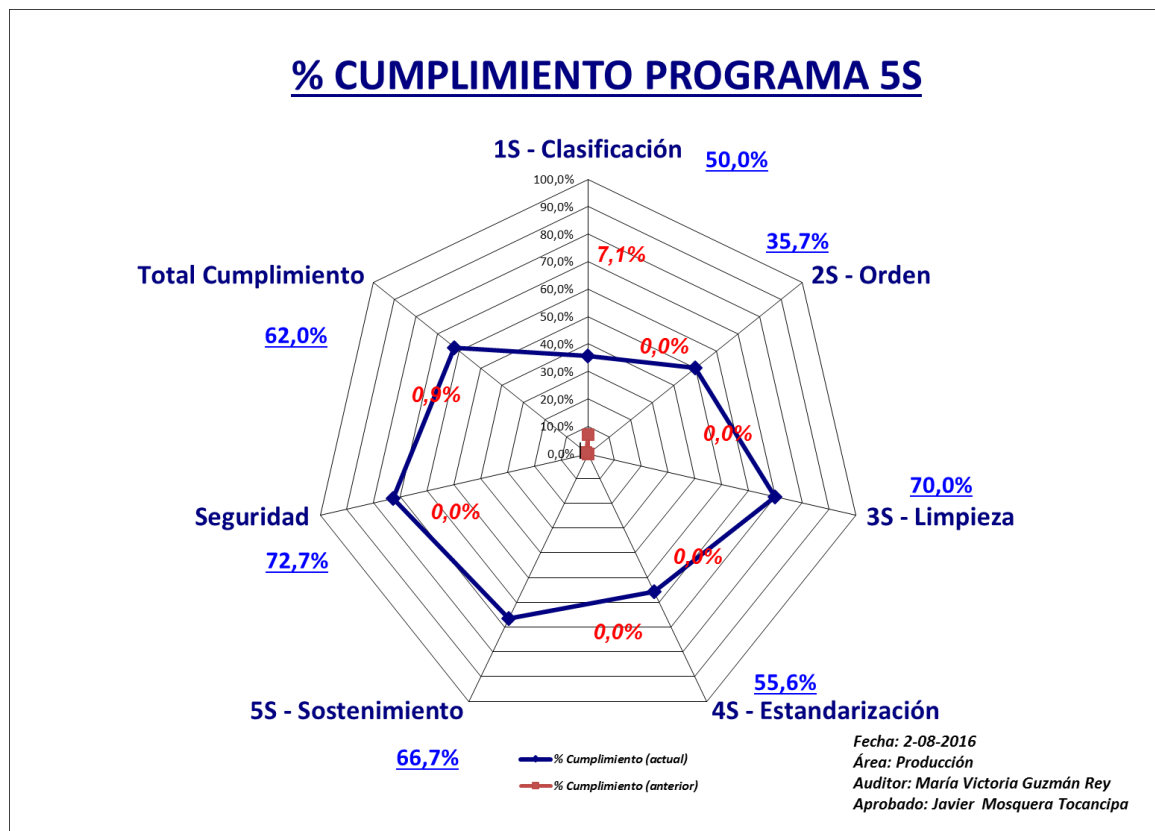 % CUMPLIMIENTO PROGRAMA 5S
1S - Clasificación
50,0%
100,0%
90,0%
80,0%
70,0%
60,0%
50,0%
40,0%
30,0%
20,0%
10,0%
0,0%
7,1%
35,7%
2S - Orden
0,0%
Total Cumplimiento
62,0%
0,9%
0,0%
70,0%
3S - Limpieza
Seguridad
72,7%
0,0%
0,0%
0,0%
55,6%
5S - Sostenimiento
4S - Estandarización
66,7%
% Cumplimiento (actual)
% Cumplimiento (anterior)
Fecha: 2-08-2016
Área: Producción
Auditor: María Victoria Guzmán Rey
Aprobado: Javier Mosquera Tocancipa